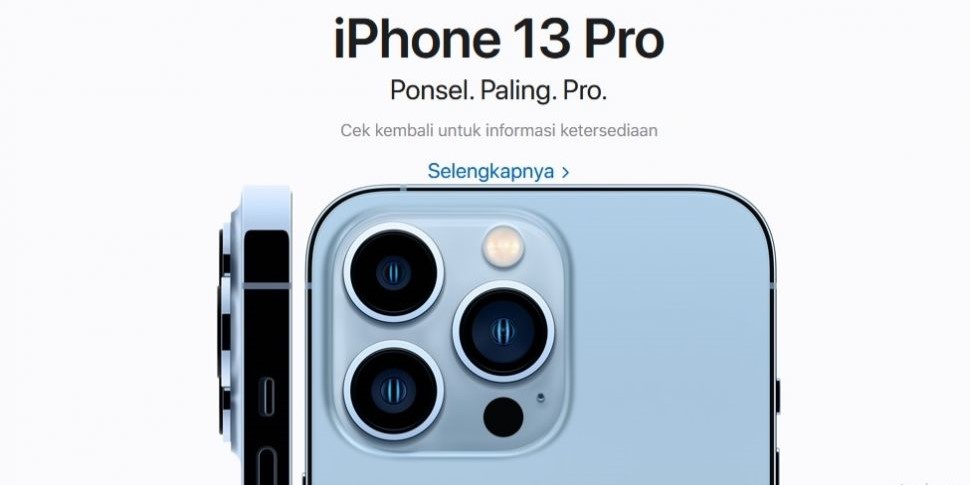 iPhone 13 Pro
Ponsel. Paling. Pro.
Cek kembali untuk informasi ketersediaan
Selengkapnya >